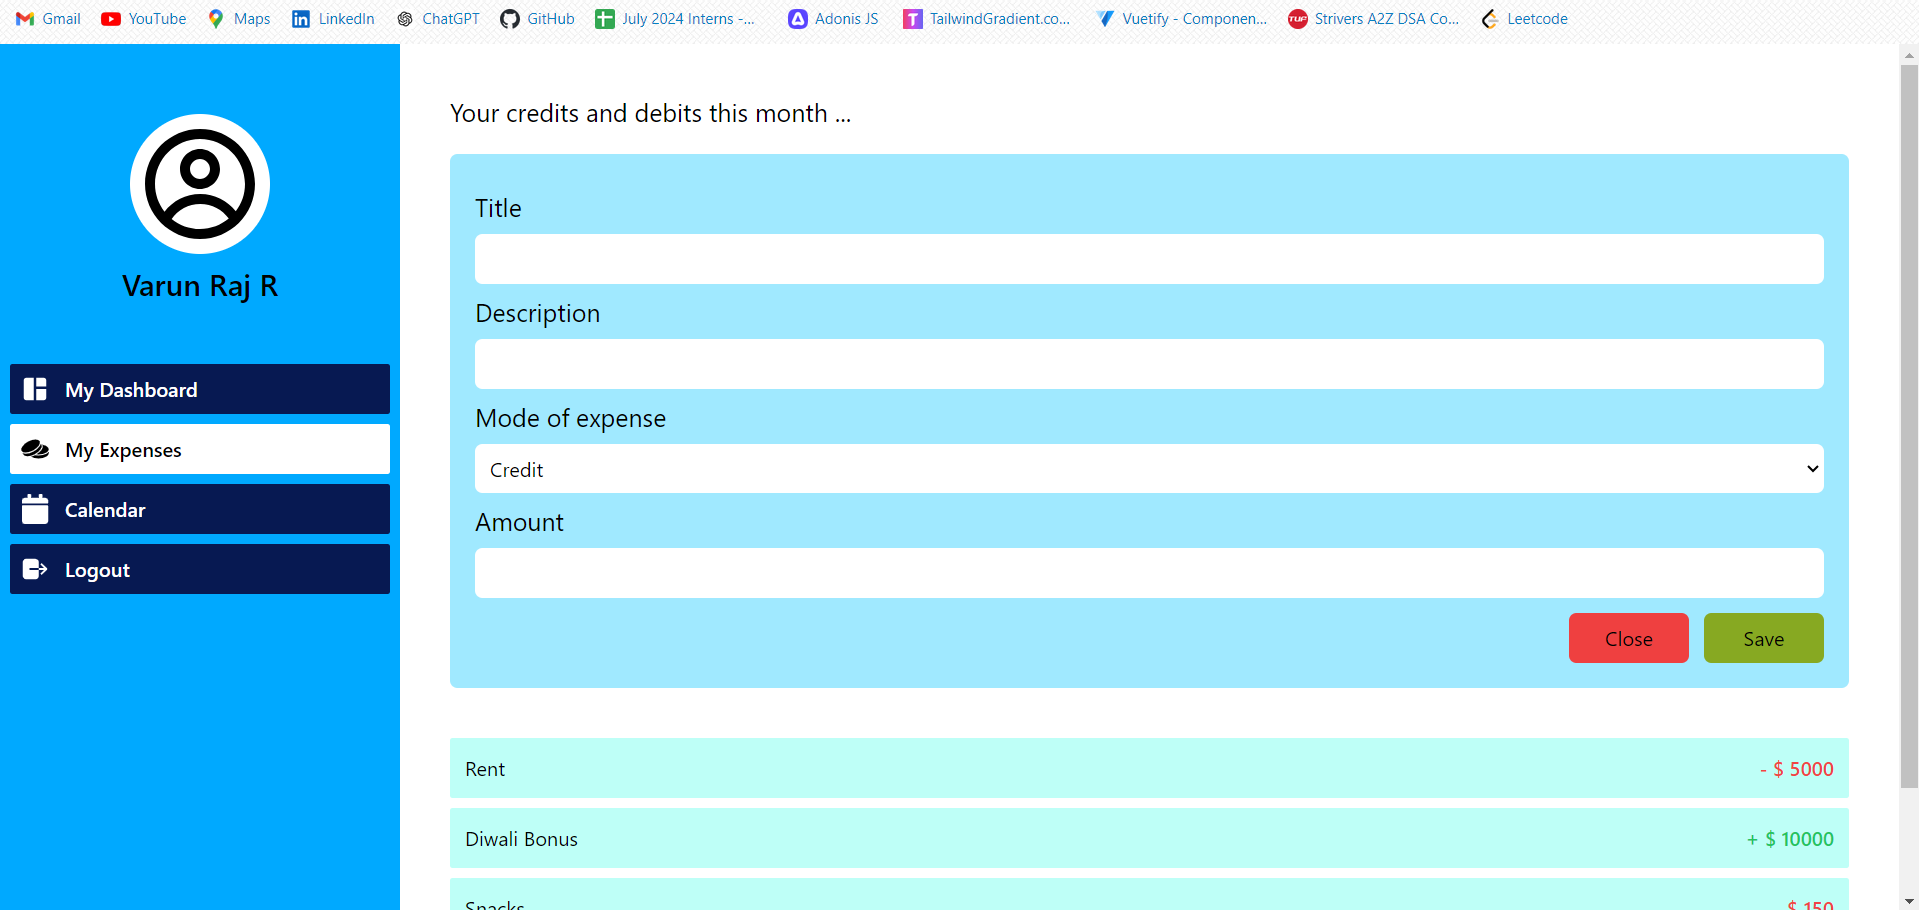 Gmail YouTube Maps LinkedIn ChatGPT GitHub July 2024 Interns -... Adonis JS TailwindGradient.co... Vuetify - Componen... Strivers A2Z DSA Co... Leetcode
Varun Raj R
My Dashboard
My Expenses
Calendar
Logout
Your credits and debits this month ...
Title
Description
Mode of expense
Credit
Amount
Close Save
Rent - $ 5000
Diwali Bonus + $ 10000
Snacks $ 150